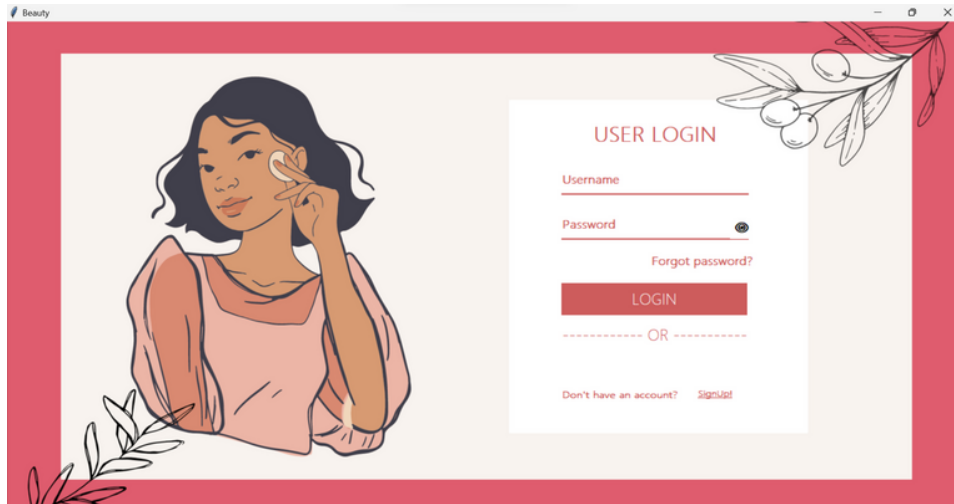 Beauty
USER LOGIN
Username
Password
Forgot password?
LOGIN
------------ OR -----------
Don't have an account? SignUp!